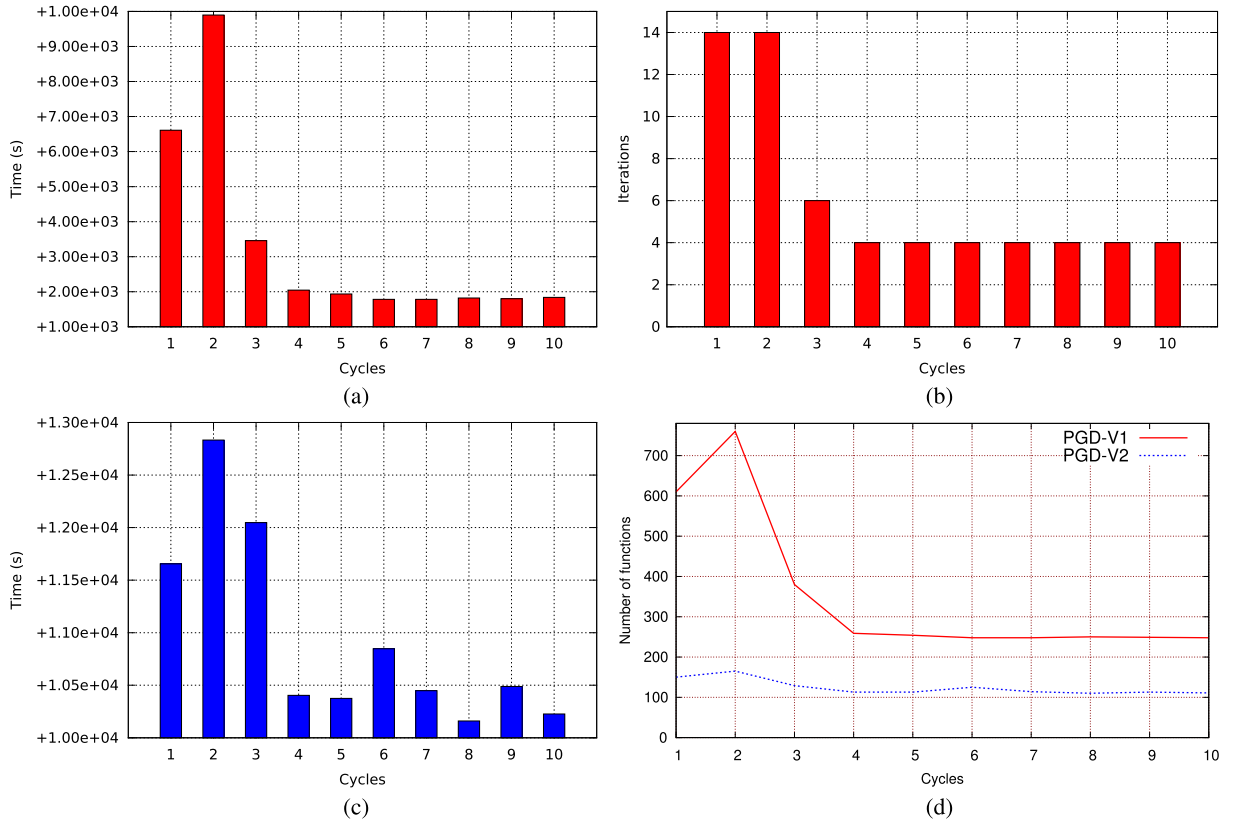 +1.00e+04
+9.00e+03
+8.00e+03
+7.00e+03
+6.00e+03
+5.00e+03
+4.00e+03
+3.00e+03
+2.00e+03
+1.00e+03
Time (s)
1 2 3 4 5 6 7 8 9 10
Cycles
(a)
14
12
10
8
6
4
2
0
Iterations
1 2 3 4 5 6 7 8 9 10
Cycles
(b)
+1.30e+04
+1.25e+04
+1.20e+04
+1.15e+04
+1.10e+04
+1.05e+04
+1.00e+04
Time (s)
1 2 3 4 5 6 7 8 9 10
Cycles
(c)
PGD-V1
PGD-V2
700
600
500
400
300
200
100
0
Number of functions
1 2 3 4 5 6 7 8 9 10
Cycles
(d)